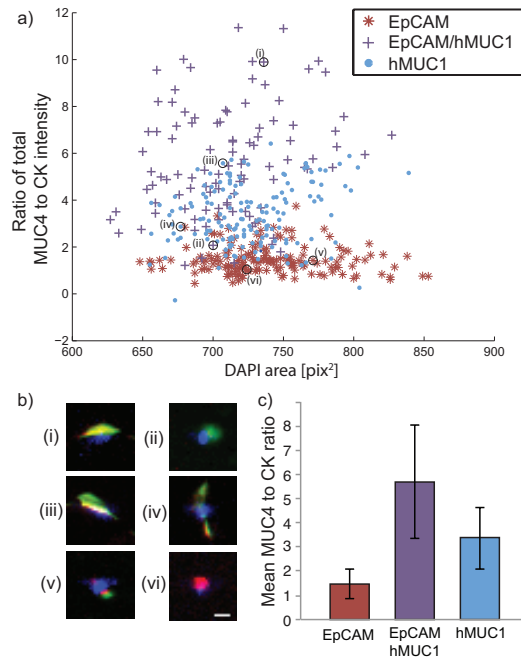 a)
EpCAM
EpCAM/hMUC1
hMUC1
Ratio of total
MUC4 to CK intensity
12
10
8
6
4
2
0
−2
(i)
(iii)
(iv)
(ii)
(v)
(vi)
600 650 700 750 800 850 900
DAPI area [pix²]
b)
(i) (ii)
(iii) (iv)
(v) (vi)
c)
Mean MUC4 to CK ratio
8
7
6
5
4
3
2
1
0
EpCAM EpCAM hMUC1
hMUC1